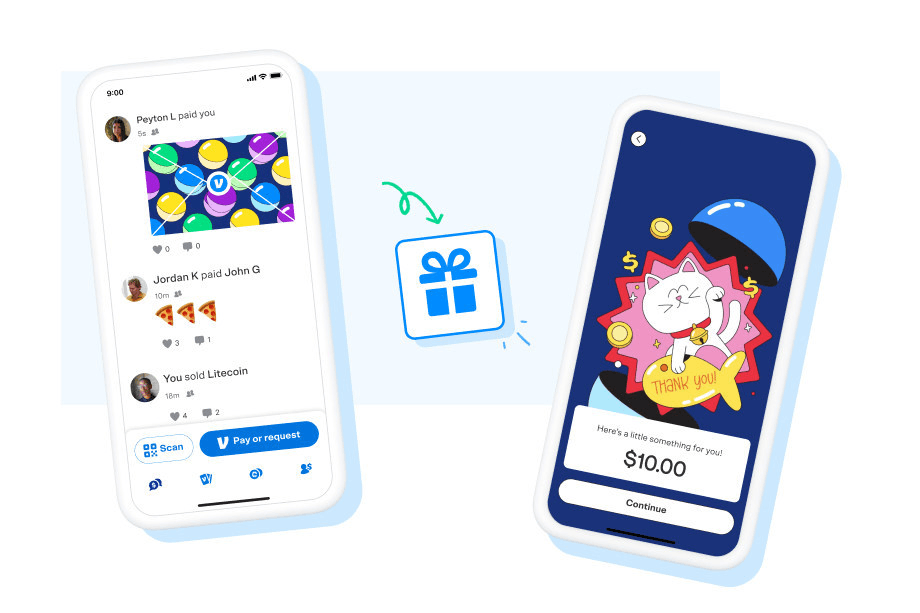 9:00
Peyton L paid you
5s
0 0
Jordan K paid John G
10m
3 1
You sold Litecoin
18m
4 2
Scan
Pay or request
THANK YOU!
Here's a little something for you!
$10.00
Continue